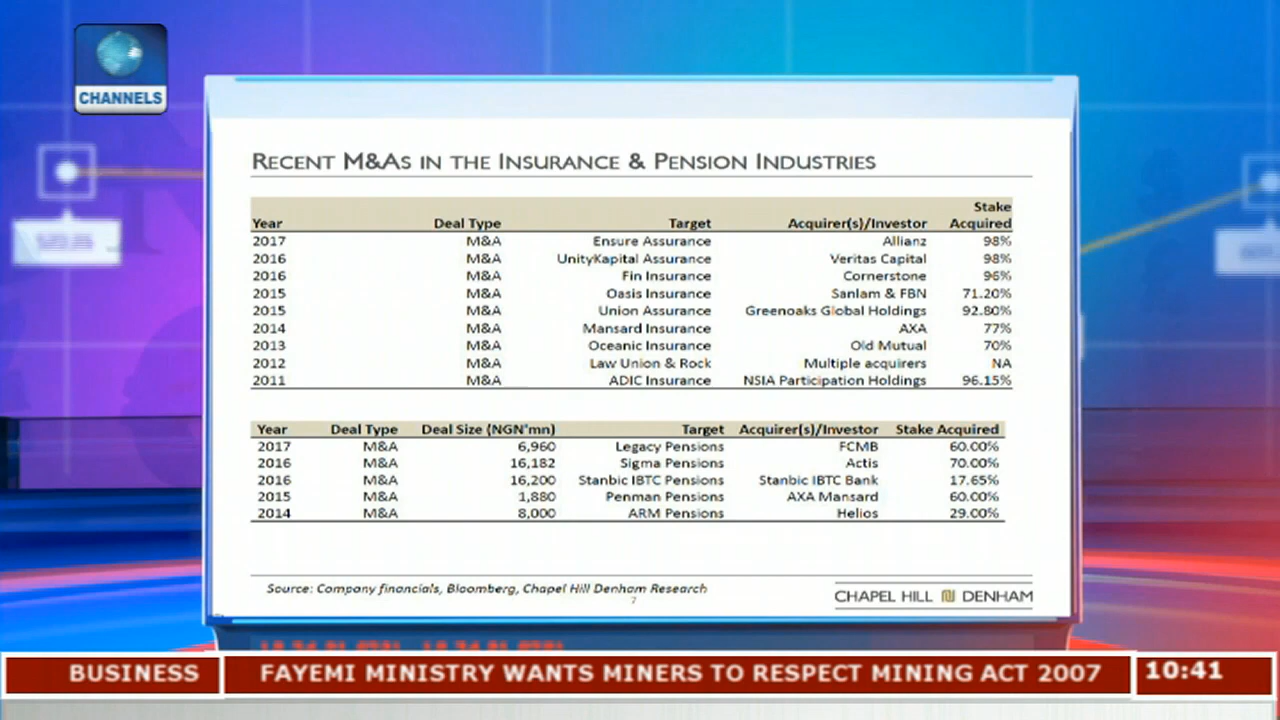 CHANNELS
RECENT M&AS IN THE INSURANCE & PENSION INDUSTRIES
Stake
Year Deal Type Target Acquirer(s)/Investor Acquired
2017 M&A Ensure Assurance Allianz 98%
2016 M&A UnityKapital Assurance Veritas Capital 98%
2016 M&A Fin Insurance Cornerstone 96%
2015 M&A Oasis Insurance Sanlam & FBN 71.20%
2015 M&A Union Assurance Greenoaks Global Holdings 92.80%
2014 M&A Mansard Insurance AXA 77%
2013 M&A Oceanic Insurance Old Mutual 70%
2012 M&A Law Union & Rock Multiple acquirers NA
2011 M&A ADIC Insurance NSIA Participation Holdings 96.15%
Year Deal Type Deal Size (NGN'mn) Target Acquirer(s)/Investor Stake Acquired
2017 M&A 6,960 Legacy Pensions FCMB 60.00%
2016 M&A 16,182 Sigma Pensions Actis 70.00%
2016 M&A 16,200 Stanbic IBTC Pensions Stanbic IBTC Bank 17.65%
2015 M&A 1,880 Penman Pensions AXA Mansard 60.00%
2014 M&A 8,000 ARM Pensions Helios 29.00%
Source: Company financials, Bloomberg, Chapel Hill Denham Research
7
CHAPEL HILL DENHAM
BUSINESS FAYEMI MINISTRY WANTS MINERS TO RESPECT MINING ACT 2007 10:41